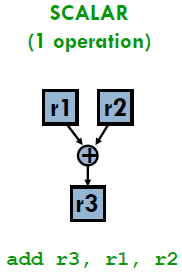 SCALAR
(1 operation)
r1 r2
+
r3
add r3, r1, r2